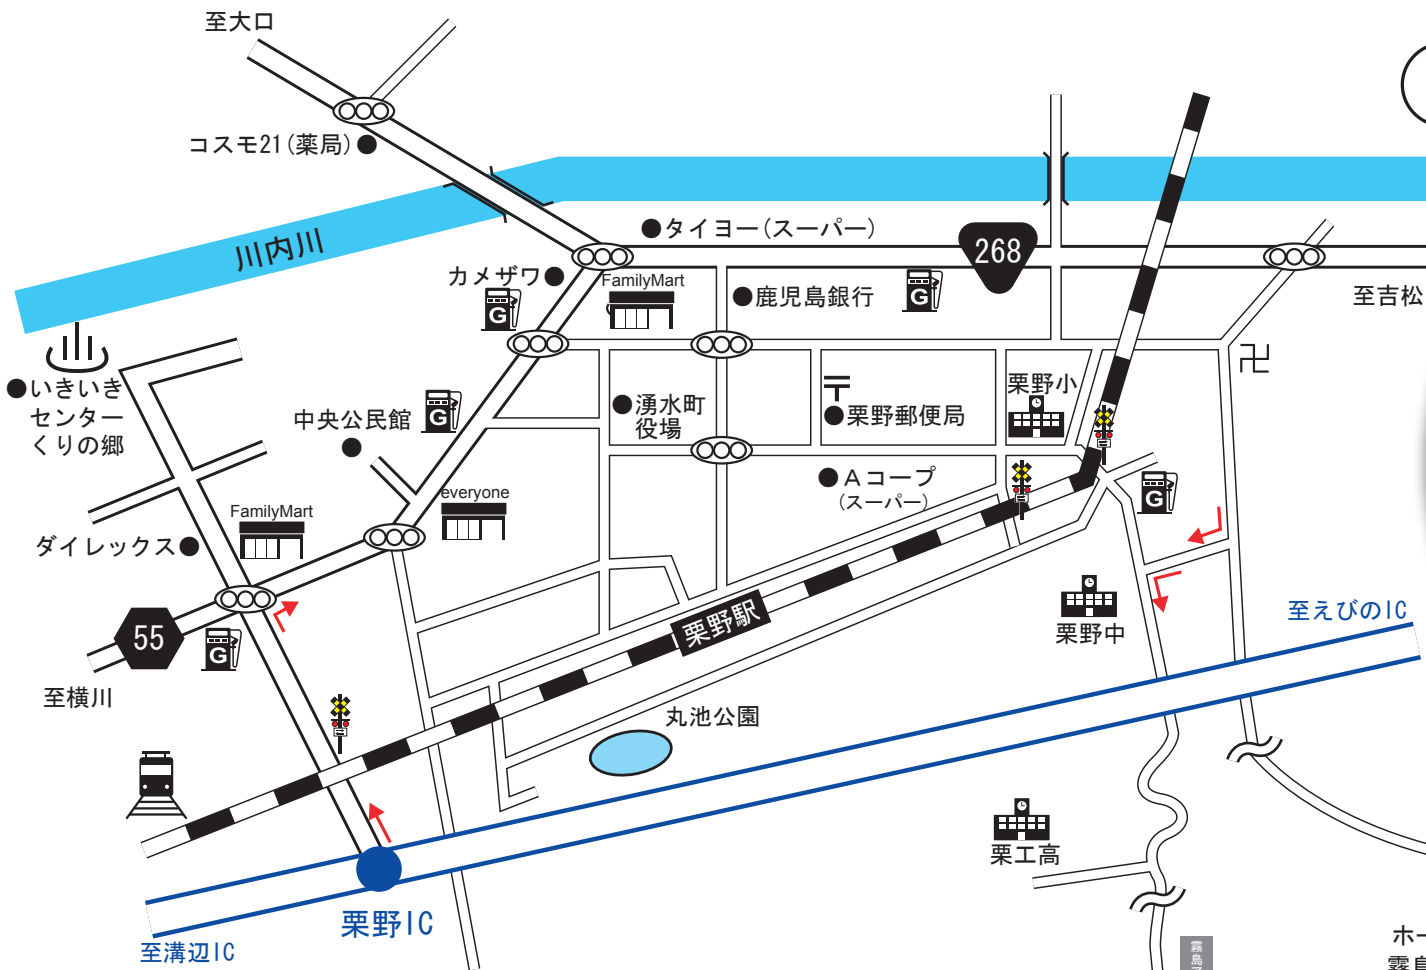 至大口
コスモ21(薬局)
川内川
タイヨー(スーパー)
268
カメザワ
FamilyMart
鹿児島銀行
G
至吉松
G
卍
いきいき
センター
くりの郷
中央公民館
G
湧水町
役場
〒
栗野郵便局
栗野小
Aコープ
(スーパー)
everyone
FamilyMart
ダイレックス
G
栗野駅
栗野中
至えびのIC
55
G
至横川
丸池公園
栗工高
栗野IC
至溝辺IC
ホー
霧島